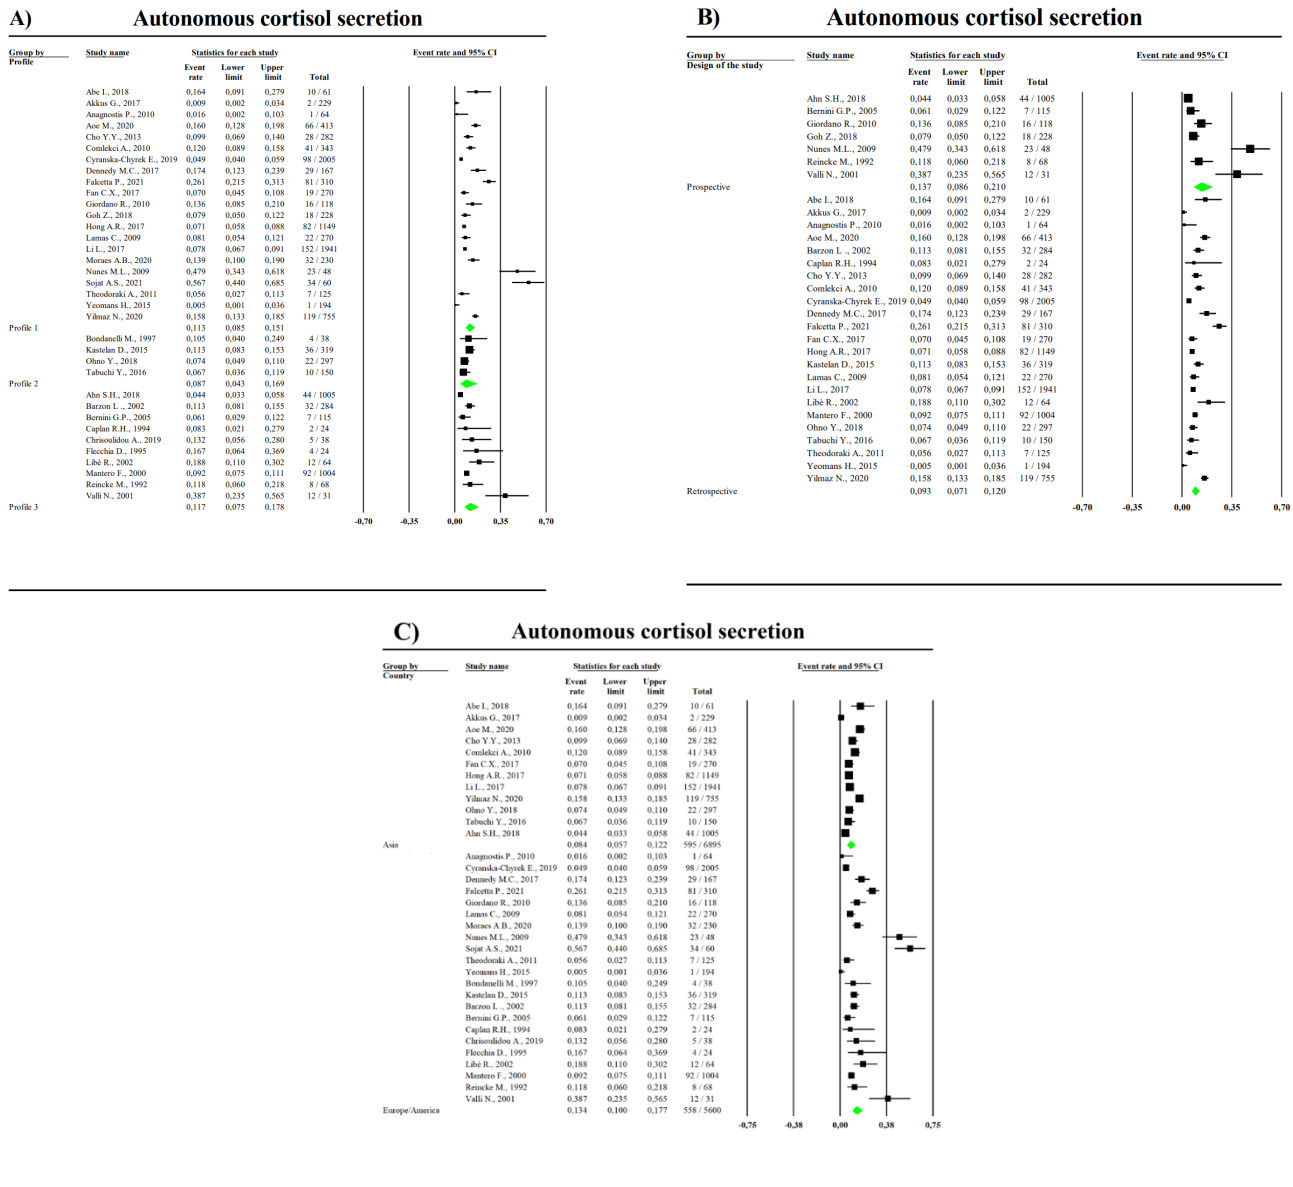 A) Autonomous cortisol secretion
Group by Study name Statistics for each study Event rate and 95% CI
Profile
Event Lower Upper
rate limit limit Total
Abe I., 2018 0,164 0,091 0,279 10 / 61
Akkus G., 2017 0,009 0,002 0,034 2 / 229
Anagnostis P., 2010 0,016 0,002 0,103 1 / 64
Aoe M., 2020 0,160 0,128 0,198 66 / 413
Cho Y.Y., 2013 0,099 0,069 0,140 28 / 282
Comlekci A., 2010 0,120 0,089 0,158 41 / 343
Cyranska-Chyrek E., 2019 0,049 0,040 0,059 98 / 2005
Dennedy M.C., 2017 0,174 0,123 0,239 29 / 167
Falcetta P., 2021 0,261 0,215 0,313 81 / 310
Fan C.X., 2017 0,070 0,045 0,108 19 / 270
Giordano R., 2010 0,136 0,085 0,210 16 / 118
Goh Z., 2018 0,079 0,050 0,122 18 / 228
Hong A.R., 2017 0,071 0,058 0,088 82 / 1149
Lamas C., 2009 0,081 0,054 0,121 22 / 270
Li L., 2017 0,078 0,067 0,091 152 / 1941
Moraes A.B., 2020 0,139 0,100 0,190 32 / 230
Nunes M.L., 2009 0,479 0,343 0,618 23 / 48
Sojat A.S., 2021 0,567 0,440 0,685 34 / 60
Theodoraki A., 2011 0,056 0,027 0,113 7 / 125
Yeomans H., 2015 0,005 0,001 0,036 1 / 194
Yilmaz N., 2020 0,158 0,133 0,185 119 / 755
Profile 1 0,113 0,085 0,151
Bondanelli M., 1997 0,105 0,040 0,249 4 / 38
Kastelan D., 2015 0,113 0,083 0,153 36 / 319
Ohno Y., 2018 0,074 0,049 0,110 22 / 297
Tabuchi Y., 2016 0,067 0,036 0,119 10 / 150
Profile 2 0,087 0,043 0,169
Ahn S.H., 2018 0,044 0,033 0,058 44 / 1005
Barzon L ., 2002 0,113 0,081 0,155 32 / 284
Bernini G.P., 2005 0,061 0,029 0,122 7 / 115
Caplan R.H., 1994 0,083 0,021 0,279 2 / 24
Chrisoulidou A., 2019 0,132 0,056 0,280 5 / 38
Flecchia D., 1995 0,167 0,064 0,369 4 / 24
Libè R., 2002 0,188 0,110 0,302 12 / 64
Mantero F., 2000 0,092 0,075 0,111 92 / 1004
Reincke M., 1992 0,118 0,060 0,218 8 / 68
Valli N., 2001 0,387 0,235 0,565 12 / 31
Profile 3 0,117 0,075 0,178
-0,70 -0,35 0,00 0,35 0,70
B) Autonomous cortisol secretion
Group by Study name Statistics for each study Event rate and 95% CI
Design of the study
Event Lower Upper
rate limit limit Total
Ahn S.H., 2018 0,044 0,033 0,058 44 / 1005
Bernini G.P., 2005 0,061 0,029 0,122 7 / 115
Giordano R., 2010 0,136 0,085 0,210 16 / 118
Goh Z., 2018 0,079 0,050 0,122 18 / 228
Nunes M.L., 2009 0,479 0,343 0,618 23 / 48
Reincke M., 1992 0,118 0,060 0,218 8 / 68
Valli N., 2001 0,387 0,235 0,565 12 / 31
Prospective 0,137 0,086 0,210
Abe I., 2018 0,164 0,091 0,279 10 / 61
Akkus G., 2017 0,009 0,002 0,034 2 / 229
Anagnostis P., 2010 0,016 0,002 0,103 1 / 64
Aoe M., 2020 0,160 0,128 0,198 66 / 413
Barzon L ., 2002 0,113 0,081 0,155 32 / 284
Caplan R.H., 1994 0,083 0,021 0,279 2 / 24
Cho Y.Y., 2013 0,099 0,069 0,140 28 / 282
Comlekci A., 2010 0,120 0,089 0,158 41 / 343
Cyranska-Chyrek E., 2019 0,049 0,040 0,059 98 / 2005
Dennedy M.C., 2017 0,174 0,123 0,239 29 / 167
Falcetta P., 2021 0,261 0,215 0,313 81 / 310
Fan C.X., 2017 0,070 0,045 0,108 19 / 270
Hong A.R., 2017 0,071 0,058 0,088 82 / 1149
Kastelan D., 2015 0,113 0,083 0,153 36 / 319
Lamas C., 2009 0,081 0,054 0,121 22 / 270
Li L., 2017 0,078 0,067 0,091 152 / 1941
Libè R., 2002 0,188 0,110 0,302 12 / 64
Mantero F., 2000 0,092 0,075 0,111 92 / 1004
Ohno Y., 2018 0,074 0,049 0,110 22 / 297
Tabuchi Y., 2016 0,067 0,036 0,119 10 / 150
Theodoraki A., 2011 0,056 0,027 0,113 7 / 125
Yeomans H., 2015 0,005 0,001 0,036 1 / 194
Yilmaz N., 2020 0,158 0,133 0,185 119 / 755
Retrospective 0,093 0,071 0,120
-0,70 -0,35 0,00 0,35 0,70
C) Autonomous cortisol secretion
Group by Study name Statistics for each study Event rate and 95% CI
Country
Event Lower Upper
rate limit limit Total
Abe I., 2018 0,164 0,091 0,279 10 / 61
Akkus G., 2017 0,009 0,002 0,034 2 / 229
Aoe M., 2020 0,160 0,128 0,198 66 / 413
Cho Y.Y., 2013 0,099 0,069 0,140 28 / 282
Comlekci A., 2010 0,120 0,089 0,158 41 / 343
Fan C.X., 2017 0,070 0,045 0,108 19 / 270
Hong A.R., 2017 0,071 0,058 0,088 82 / 1149
Li L., 2017 0,078 0,067 0,091 152 / 1941
Yilmaz N., 2020 0,158 0,133 0,185 119 / 755
Ohno Y., 2018 0,074 0,049 0,110 22 / 297
Tabuchi Y., 2016 0,067 0,036 0,119 10 / 150
Ahn S.H., 2018 0,044 0,033 0,058 44 / 1005
Asia 0,084 0,057 0,122 595 / 6895
Anagnostis P., 2010 0,016 0,002 0,103 1 / 64
Cyranska-Chyrek E., 2019 0,049 0,040 0,059 98 / 2005
Dennedy M.C., 2017 0,174 0,123 0,239 29 / 167
Falcetta P., 2021 0,261 0,215 0,313 81 / 310
Giordano R., 2010 0,136 0,085 0,210 16 / 118
Lamas C., 2009 0,081 0,054 0,121 22 / 270
Moraes A.B., 2020 0,139 0,100 0,190 32 / 230
Nunes M.L., 2009 0,479 0,343 0,618 23 / 48
Sojat A.S., 2021 0,567 0,440 0,685 34 / 60
Theodoraki A., 2011 0,056 0,027 0,113 7 / 125
Yeomans H., 2015 0,005 0,001 0,036 1 / 194
Bondanelli M., 1997 0,105 0,040 0,249 4 / 38
Kastelan D., 2015 0,113 0,083 0,153 36 / 319
Barzon L ., 2002 0,113 0,081 0,155 32 / 284
Bernini G.P., 2005 0,061 0,029 0,122 7 / 115
Caplan R.H., 1994 0,083 0,021 0,279 2 / 24
Chrisoulidou A., 2019 0,132 0,056 0,280 5 / 38
Flecchia D., 1995 0,167 0,064 0,369 4 / 24
Libè R., 2002 0,188 0,110 0,302 12 / 64
Mantero F., 2000 0,092 0,075 0,111 92 / 1004
Reincke M., 1992 0,118 0,060 0,218 8 / 68
Valli N., 2001 0,387 0,235 0,565 12 / 31
Europe/America 0,134 0,100 0,177 558 / 5600
-0,75 -0,38 0,00 0,38 0,75